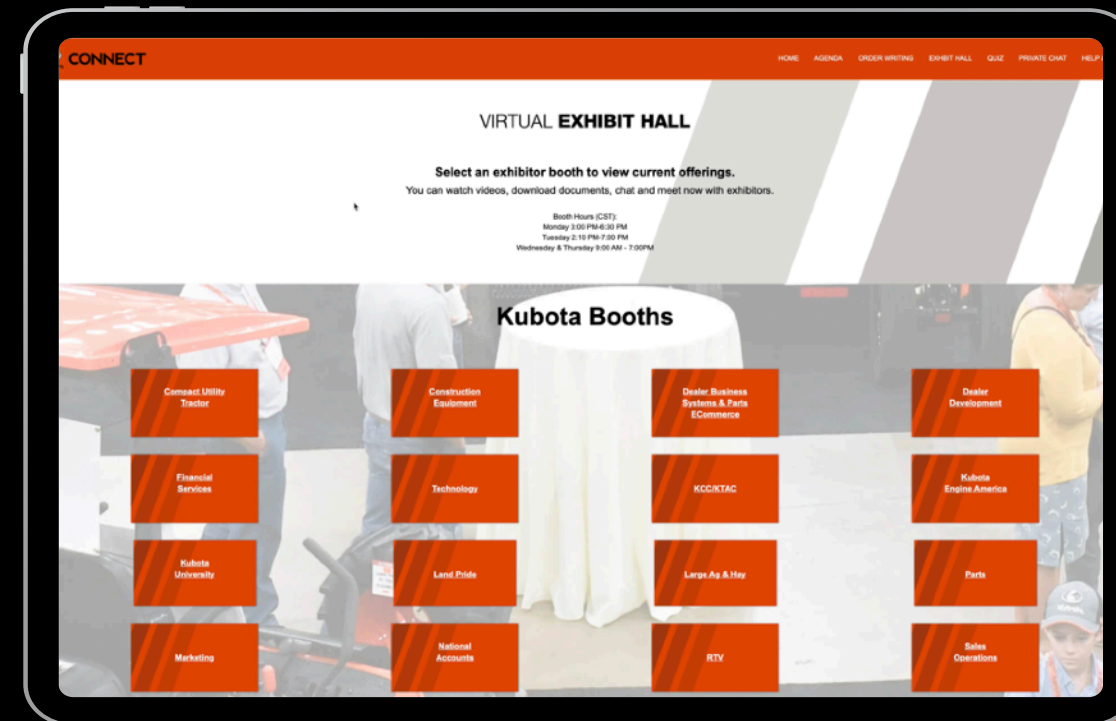 CONNECT
HOME AGENDA ORDER WRITING EXHIBIT HALL QUIZ PRIVATE CHAT HELP
VIRTUAL EXHIBIT HALL
Select an exhibitor booth to view current offerings.
You can watch videos, download documents, chat and meet now with exhibitors.
Booth Hours (CST):
Monday 3:00 PM-6:30 PM
Tuesday 2:10 PM-7:00 PM
Wednesday & Thursday 9:00 AM - 7:00PM
Kubota Booths
Compact Utility
Tractor
Construction
Equipment
Dealer Business
Systems & Parts
ECommerce
Dealer
Development
Financial
Services
Technology
KCC/KTAC
Kubota
Engine America
Kubota
University
Land Pride
Large Ag & Hay
Parts
Marketing
National
Accounts
RTV
Sales
Operations